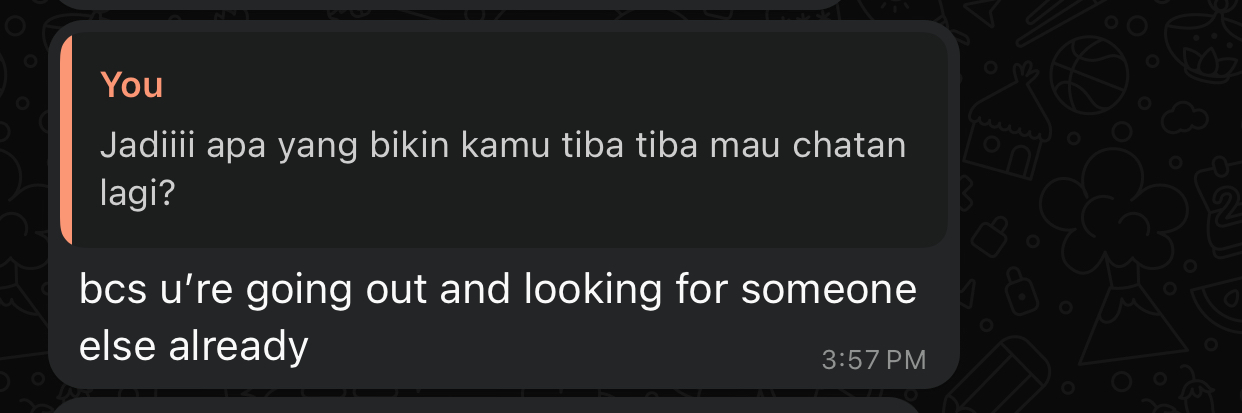 You
Jadiiii apa yang bikin kamu tiba tiba mau chatan
lagi?
bcs u’re going out and looking for someone
else already
3:57 PM